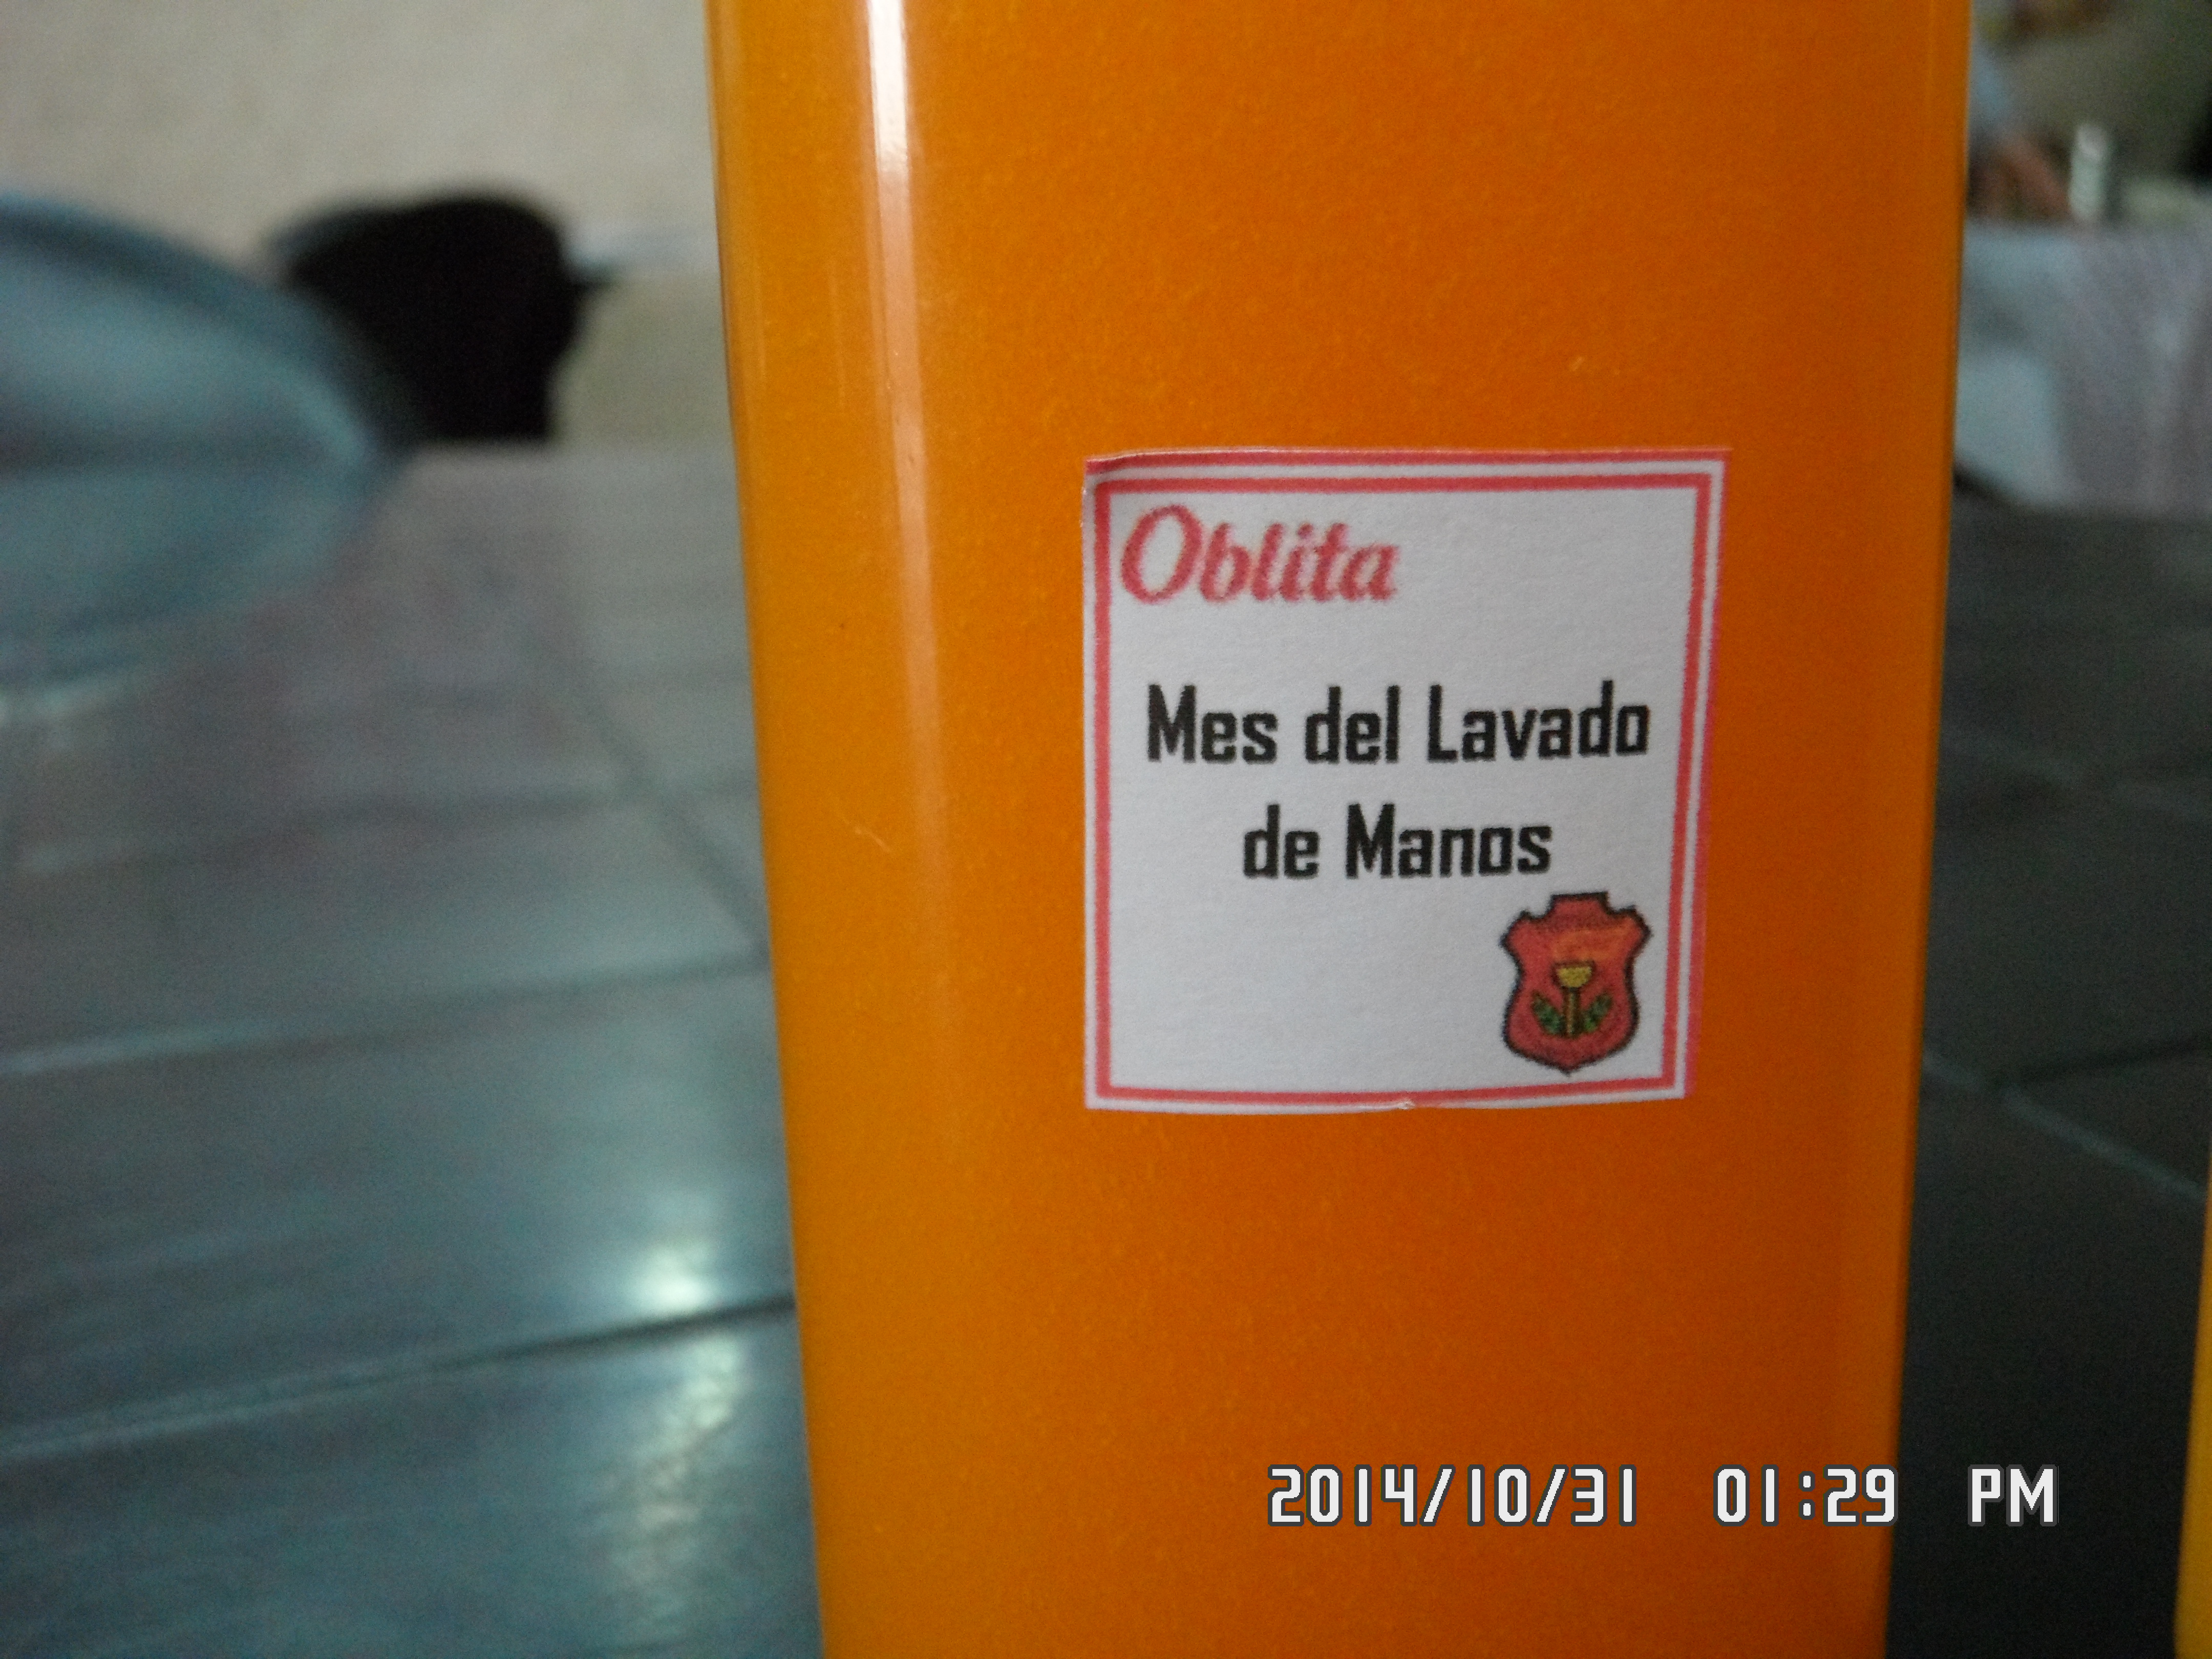 Oblita
Mes del Lavado
de Manos
2014/10/31 01:29 PM